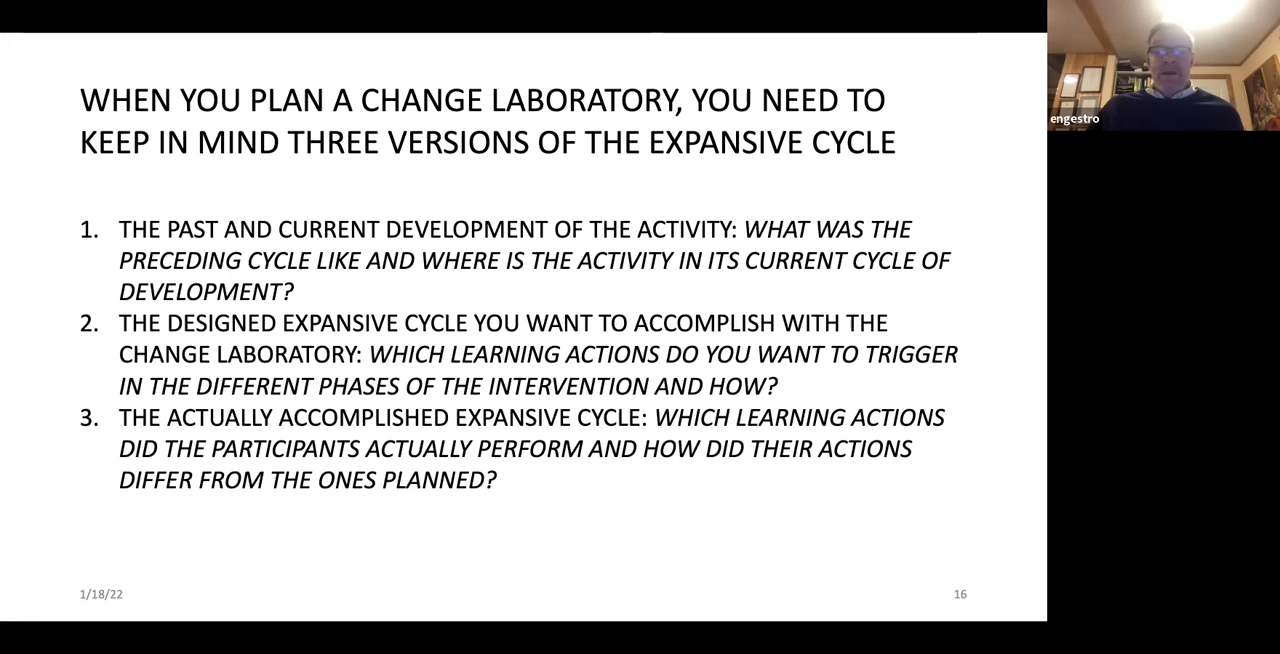 WHEN YOU PLAN A CHANGE LABORATORY, YOU NEED TO
KEEP IN MIND THREE VERSIONS OF THE EXPANSIVE CYCLE
1. THE PAST AND CURRENT DEVELOPMENT OF THE ACTIVITY: WHAT WAS THE
PRECEDING CYCLE LIKE AND WHERE IS THE ACTIVITY IN ITS CURRENT CYCLE OF
DEVELOPMENT?
2. THE DESIGNED EXPANSIVE CYCLE YOU WANT TO ACCOMPLISH WITH THE
CHANGE LABORATORY: WHICH LEARNING ACTIONS DO YOU WANT TO TRIGGER
IN THE DIFFERENT PHASES OF THE INTERVENTION AND HOW?
3. THE ACTUALLY ACCOMPLISHED EXPANSIVE CYCLE: WHICH LEARNING ACTIONS
DID THE PARTICIPANTS ACTUALLY PERFORM AND HOW DID THEIR ACTIONS
DIFFER FROM THE ONES PLANNED?
1/18/22
16
engestro